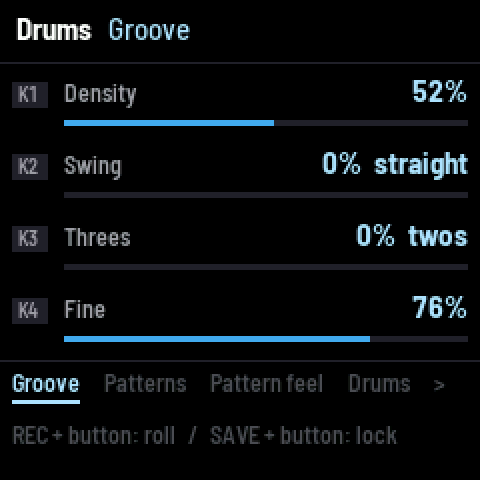 Drums Groove
K1 Density 52%
K2 Swing 0% straight
K3 Threes 0% twos
K4 Fine 76%
Groove Patterns Pattern feel Drums >
REC + button: roll / SAVE + button: lock